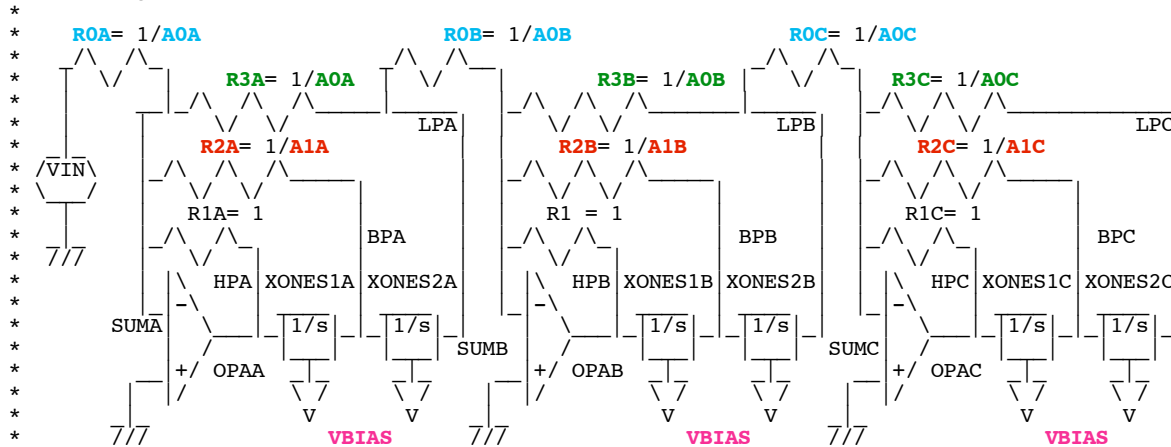 R0A= 1/A0A R0B= 1/A0B R0C= 1/A0C
R3A= 1/A0A R3B= 1/A0B R3C= 1/A0C
LPA LPB LPC
R2A= 1/A1A R2B= 1/A1B R2C= 1/A1C
VIN
R1A= 1 R1 = 1 R1C= 1
BPA BPB BPC
HPA XONES1A XONES2A HPB XONES1B XONES2B HPC XONES1C XONES2C
-  -  -
SUMA 1/s 1/s 1/s 1/s 1/s 1/s
SUMB SUMC
+ OPAA + OPAB + OPAC
V V V V V V
VBIAS VBIAS VBIAS